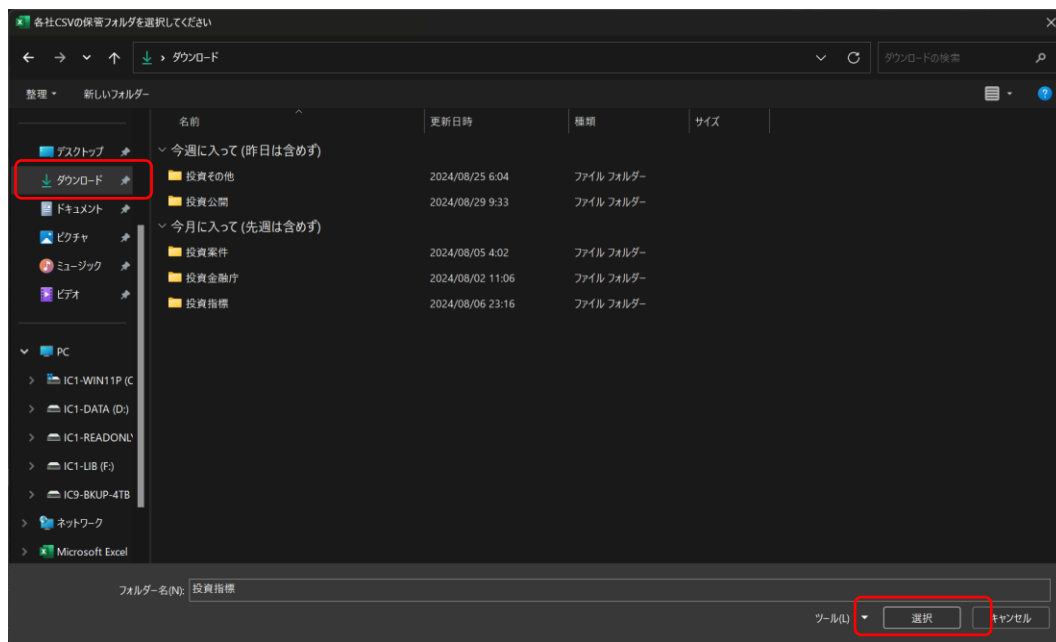 各社CSVの保管フォルダを選択してください
ダウンロード
ダウンロードの検索
整理 新しいフォルダー
名前 更新日時 種類 サイズ
デスクトップ
ダウンロード
ドキュメント
ピクチャ
ミュージック
ビデオ
PC
IC1-WIN11P (C
IC1-DATA (D:)
IC1-READONLY
IC1-LIB (F:)
IC9-BKUP-4TB
ネットワーク
Microsoft Excel
今週に入って (昨日は含めず)
投資その他 2024/08/25 6:04 ファイル フォルダー
投資公開 2024/08/29 9:33 ファイル フォルダー
今月に入って (先週は含めず)
投資案件 2024/08/05 4:02 ファイル フォルダー
投資金融庁 2024/08/02 11:06 ファイル フォルダー
投資指標 2024/08/06 23:16 ファイル フォルダー
フォルダー名(N): 投資指標
ツール(L) 選択 キャンセル